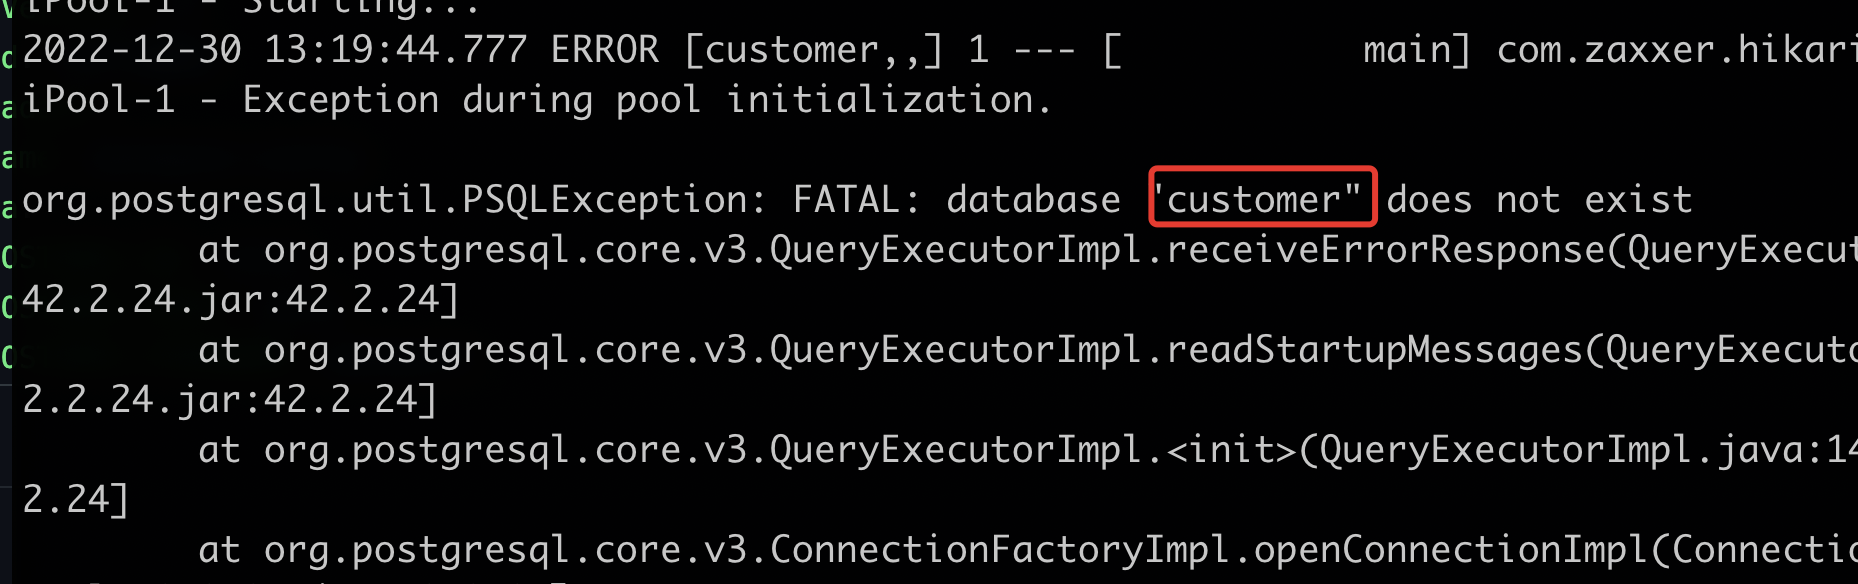 iPool-1 - Starting...
2022-12-30 13:19:44.777 ERROR [customer,,] 1 --- [           main] com.zaxxer.hikari
iPool-1 - Exception during pool initialization.
org.postgresql.util.PSQLException: FATAL: database "customer" does not exist
at org.postgresql.core.v3.QueryExecutorImpl.receiveErrorResponse(QueryExecut
42.2.24.jar:42.2.24]
at org.postgresql.core.v3.QueryExecutorImpl.readStartupMessages(QueryExecuto
2.2.24.jar:42.2.24]
at org.postgresql.core.v3.QueryExecutorImpl.<init>(QueryExecutorImpl.java:14
2.24]
at org.postgresql.core.v3.ConnectionFactoryImpl.openConnectionImpl(Connectio